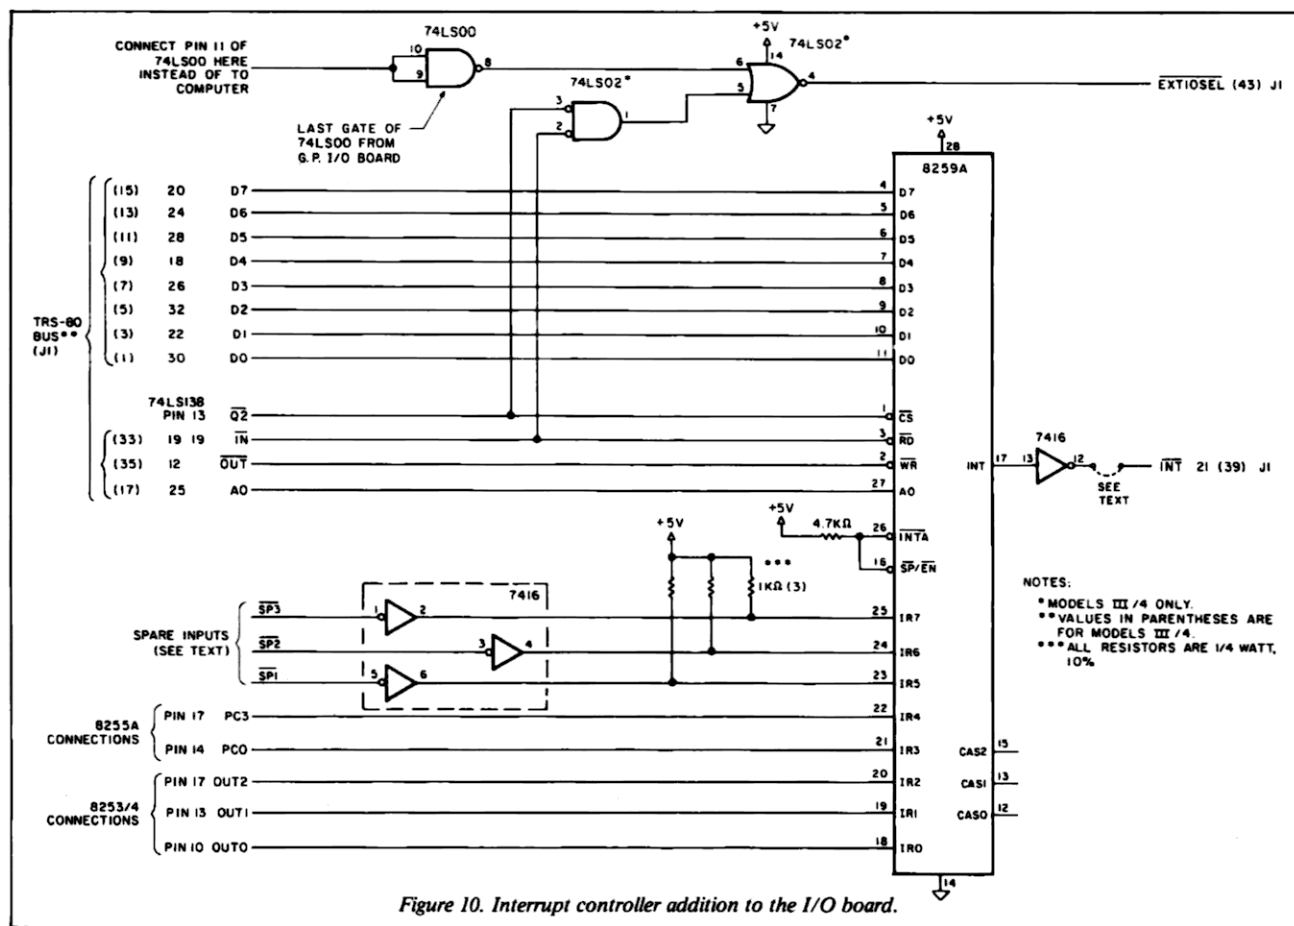 CONNECT PIN 11 OF
74LS00 HERE
INSTEAD OF TO
COMPUTER
74LS00
10
9
8
LAST GATE OF
74LS00 FROM
G.P. I/O BOARD
74LS02*
3
2
1
+5V
74LS02*
14
6
5
4
7
EXTIOSEL (43) J1
+5V
28
8259A
TRS-80
BUS**
(J1)
(15) 20 D7 4 D7
(13) 24 D6 5 D6
(11) 28 D5 6 D5
(9) 18 D4 7 D4
(7) 26 D3 8 D3
(5) 32 D2 9 D2
(3) 22 D1 10 D1
(1) 30 D0 11 D0
74LS138
PIN 13 Q2 1 CS
(33) 19 19 IN 3 RD
(35) 12 OUT 2 WR
(17) 25 A0 27 A0
INT 17 13 7416 12 INT 21 (39) J1
SEE
TEXT
+5V 4.7KΩ 26 INTA
16 SP/EN
+5V
***
1KΩ (3)
7416
SPARE INPUTS
(SEE TEXT)
SP3 1 2 25 IR7
SP2 3 4 24 IR6
SP1 5 6 23 IR5
8255A
CONNECTIONS
PIN 17 PC3 22 IR4
PIN 14 PC0 21 IR3
8253/4
CONNECTIONS
PIN 17 OUT2 20 IR2
PIN 13 OUT1 19 IR1
PIN 10 OUT0 18 IR0
CAS2 15
CAS1 13
CAS0 12
14
NOTES:
* MODELS III/4 ONLY.
** VALUES IN PARENTHESES ARE
FOR MODELS III/4.
*** ALL RESISTORS ARE 1/4 WATT,
10%
Figure 10. Interrupt controller addition to the I/O board.